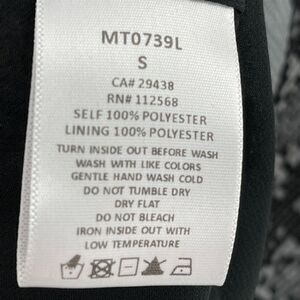 MT0739L
S
CA# 29438
RN# 112568
SELF 100% POLYESTER
LINING 100% POLYESTER
TURN INSIDE OUT BEFORE WASH
WASH WITH LIKE COLORS
GENTLE HAND WASH COLD
DO NOT TUMBLE DRY
DRY FLAT
DO NOT BLEACH
IRON INSIDE OUT WITH
LOW TEMPERATURE